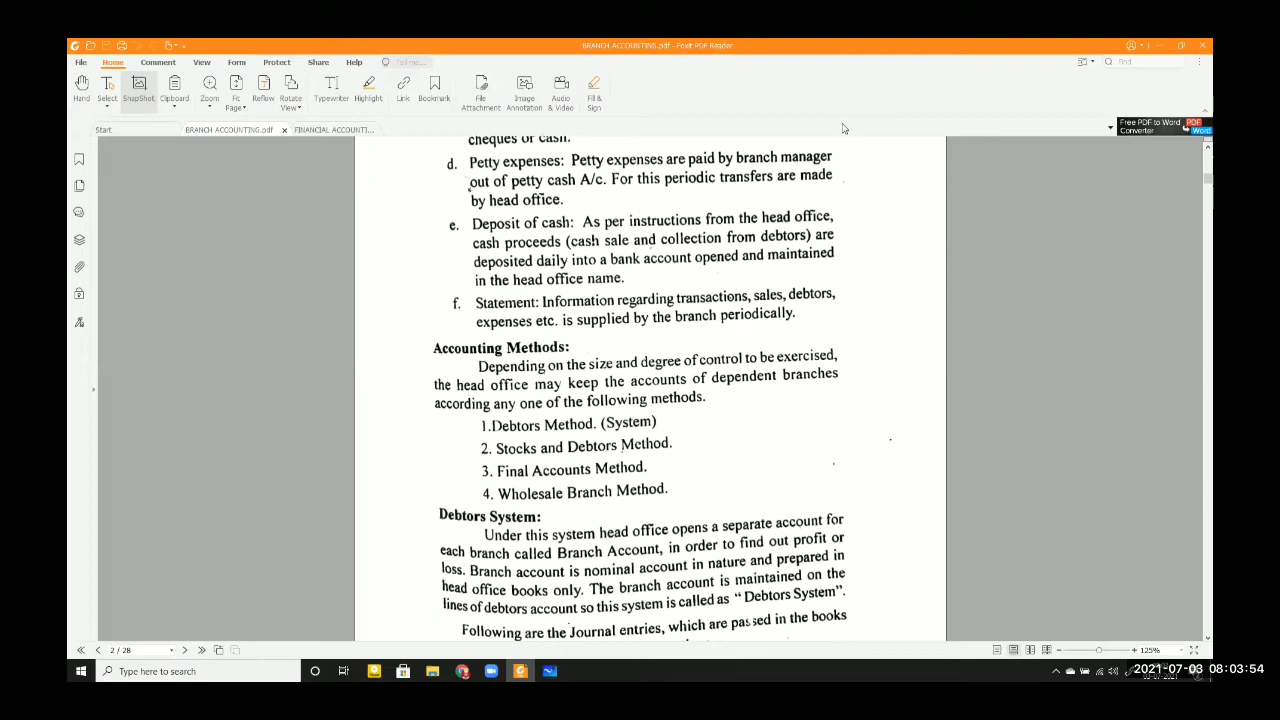 BRANCH ACCOUNTING.pdf - Foxit PDF Reader
File Home Comment View Form Protect Share Help Find
Hand Select SnapShot Clipboard Zoom Fit Page Reflow Rotate View Typewriter Highlight Link Bookmark File Attachment Image Annotation Audio & Video Fill & Sign
Start BRANCH ACCOUNTING.pdf FINANCIAL ACCOUNTI... Free PDF to Word Converter PDF Word
cheques or cash.
d. Petty expenses: Petty expenses are paid by branch manager
out of petty cash A/c. For this periodic transfers are made
by head office.
e. Deposit of cash: As per instructions from the head office,
cash proceeds (cash sale and collection from debtors) are
deposited daily into a bank account opened and maintained
in the head office name.
f. Statement: Information regarding transactions, sales, debtors,
expenses etc. is supplied by the branch periodically.
Accounting Methods:
Depending on the size and degree of control to be exercised,
the head office may keep the accounts of dependent branches
according any one of the following methods.
1.Debtors Method. (System)
2. Stocks and Debtors Method.
3. Final Accounts Method.
4. Wholesale Branch Method.
Debtors System:
Under this system head office opens a separate account for
each branch called Branch Account, in order to find out profit or
loss. Branch account is nominal account in nature and prepared in
head office books only. The branch account is maintained on the
lines of debtors account so this system is called as “ Debtors System”.
Following are the Journal entries, which are passed in the books
2 / 28 125%
Type here to search 2021-07-03 08:03:54